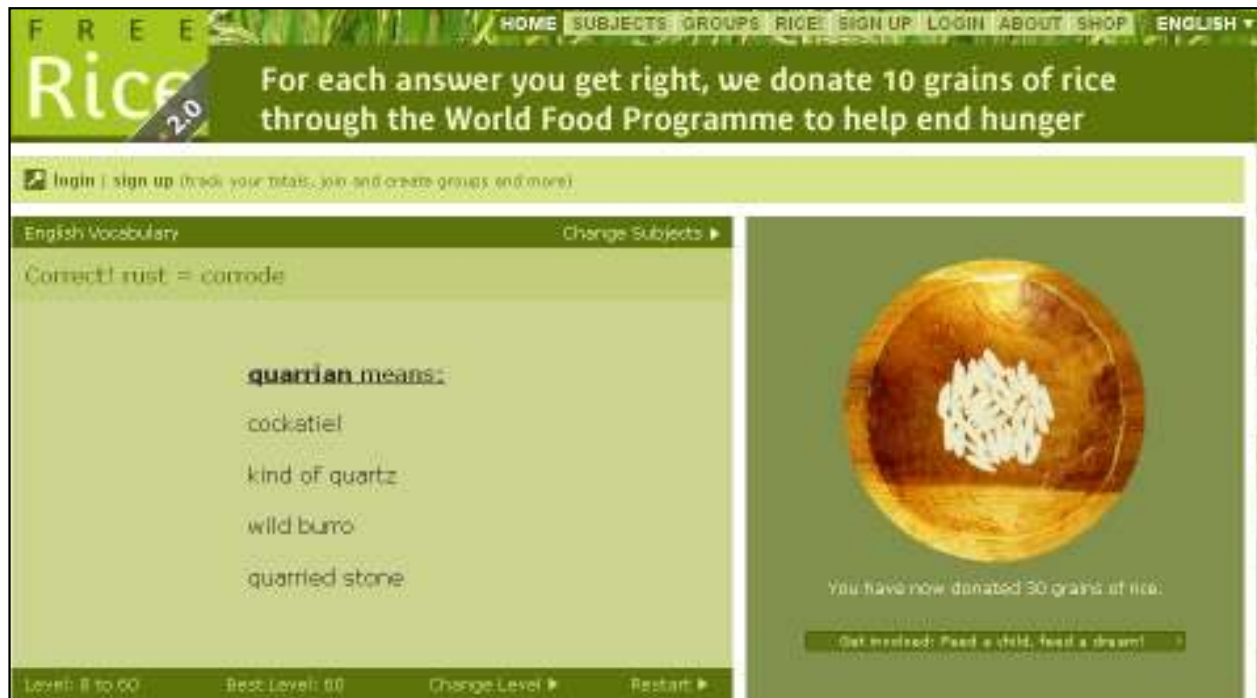 FREE
HOME SUBJECTS GROUPS RICE! SIGN UP LOGIN ABOUT SHOP ENGLISH
Rice 2.0
For each answer you get right, we donate 10 grains of rice
through the World Food Programme to help end hunger
login | sign up (track your totals, join and create groups and more)
English Vocabulary
Change Subjects
Correct! rust = corrode
quarrian means:
cockatiel
kind of quartz
wild burro
quarried stone
Level: 8 to 60 Best Level: 60 Change Level Restart
You have now donated 30 grains of rice.
Get involved: Feed a child, feed a dream!